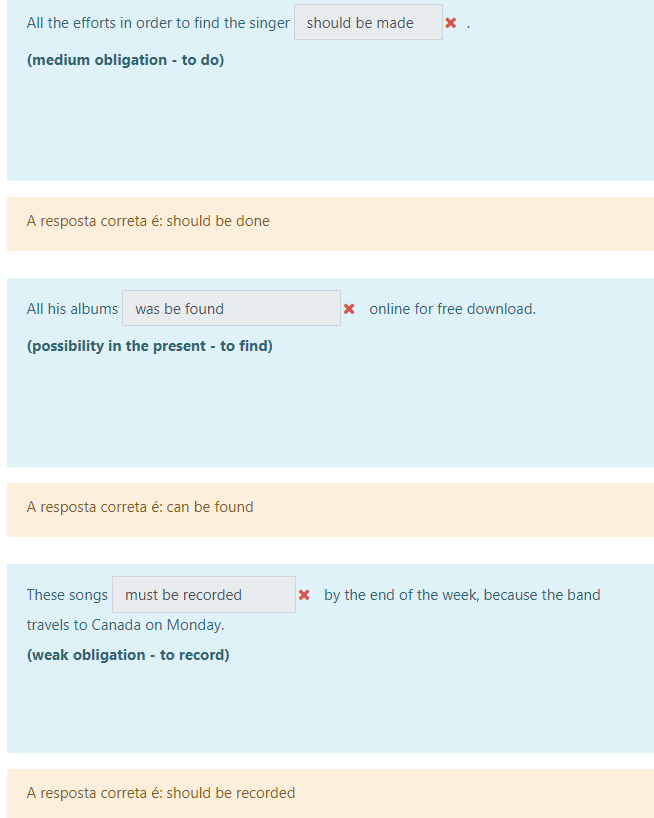 All the efforts in order to find the singer should be made .
(medium obligation - to do)
A resposta correta é: should be done
All his albums was be found online for free download.
(possibility in the present - to find)
A resposta correta é: can be found
These songs must be recorded by the end of the week, because the band
travels to Canada on Monday.
(weak obligation - to record)
A resposta correta é: should be recorded